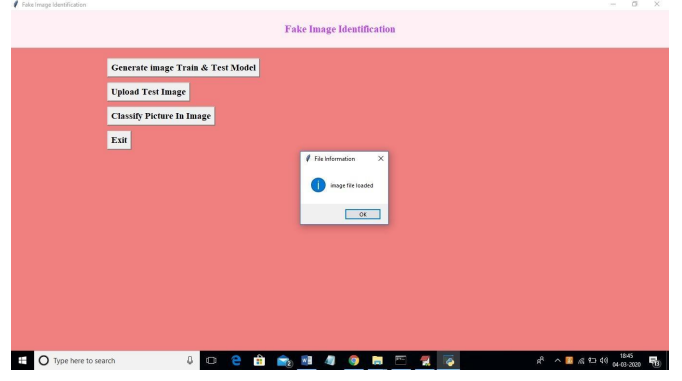 Fake Image Identification
Fake Image Identification
Generate image Train & Test Model
Upload Test Image
Classify Picture In Image
Exit
File Information
image file loaded
OK
Type here to search
18:45
04-03-2020